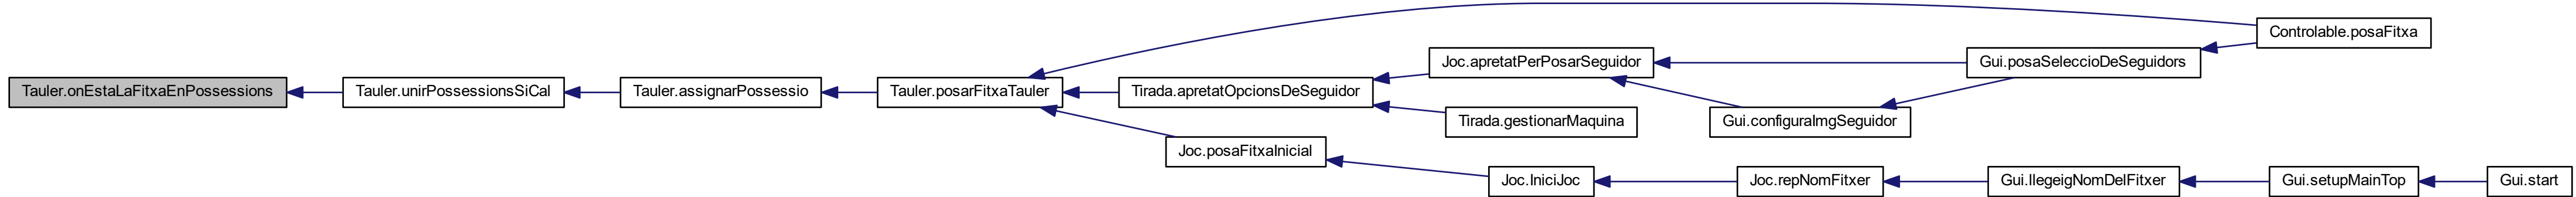 Tauler.onEstaLaFitxaEnPossessions
Tauler.unirPossessionsSiCal
Tauler.assignarPossessio
Tauler.posarFitxaTauler
Controlable.posaFitxa
Tirada.apretatOpcionsDeSeguidor
Joc.apretatPerPosarSeguidor
Gui.posaSeleccioDeSeguidors
Gui.configuraImgSeguidor
Tirada.gestionarMaquina
Joc.posaFitxaInicial
Joc.IniciJoc
Joc.repNomFitxer
Gui.llegeigNomDelFitxer
Gui.setupMainTop
Gui.start